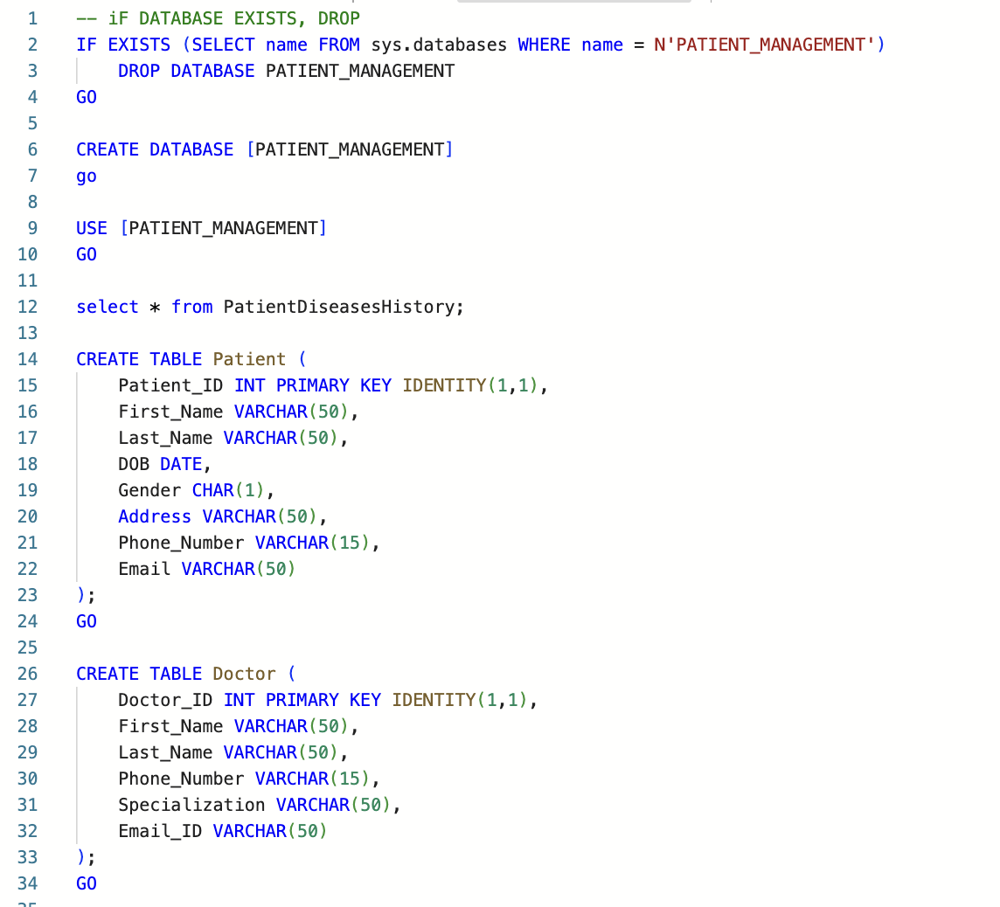 1 -- iF DATABASE EXISTS, DROP
2 IF EXISTS (SELECT name FROM sys.databases WHERE name = N'PATIENT_MANAGEMENT')
3 DROP DATABASE PATIENT_MANAGEMENT
4 GO
5
6 CREATE DATABASE [PATIENT_MANAGEMENT]
7 go
8
9 USE [PATIENT_MANAGEMENT]
10 GO
11
12 select * from PatientDiseasesHistory;
13
14 CREATE TABLE Patient (
15 Patient_ID INT PRIMARY KEY IDENTITY(1,1),
16 First_Name VARCHAR(50),
17 Last_Name VARCHAR(50),
18 DOB DATE,
19 Gender CHAR(1),
20 Address VARCHAR(50),
21 Phone_Number VARCHAR(15),
22 Email VARCHAR(50)
23 );
24 GO
25
26 CREATE TABLE Doctor (
27 Doctor_ID INT PRIMARY KEY IDENTITY(1,1),
28 First_Name VARCHAR(50),
29 Last_Name VARCHAR(50),
30 Phone_Number VARCHAR(15),
31 Specialization VARCHAR(50),
32 Email_ID VARCHAR(50)
33 );
34 GO